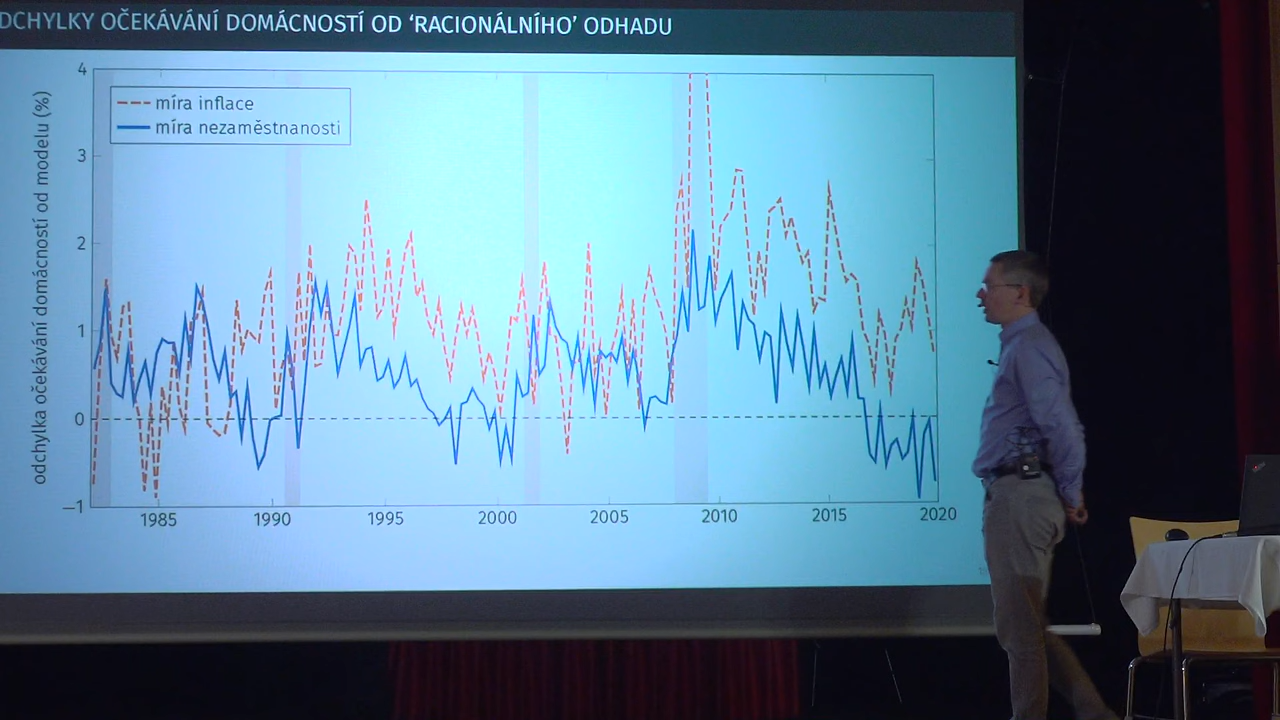 DCHYLKY OČEKÁVÁNÍ DOMÁCNOSTÍ OD ‘RACIONÁLNÍHO’ ODHADU
odchylka očekávání domácností od modelu (%)
4
3
2
1
0
−1
míra inflace
míra nezaměstnanosti
1985 1990 1995 2000 2005 2010 2015 2020